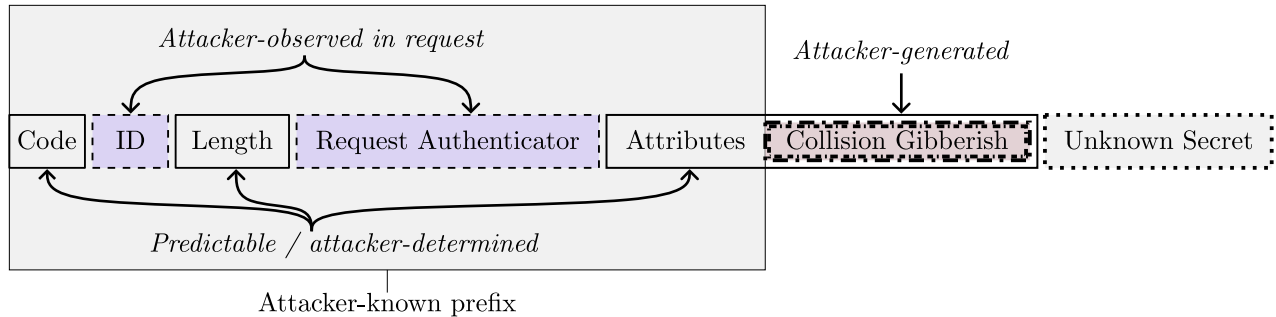 Attacker-observed in request
Attacker-generated
Code ID Length Request Authenticator Attributes Collision Gibberish Unknown Secret
Predictable / attacker-determined
Attacker-known prefix